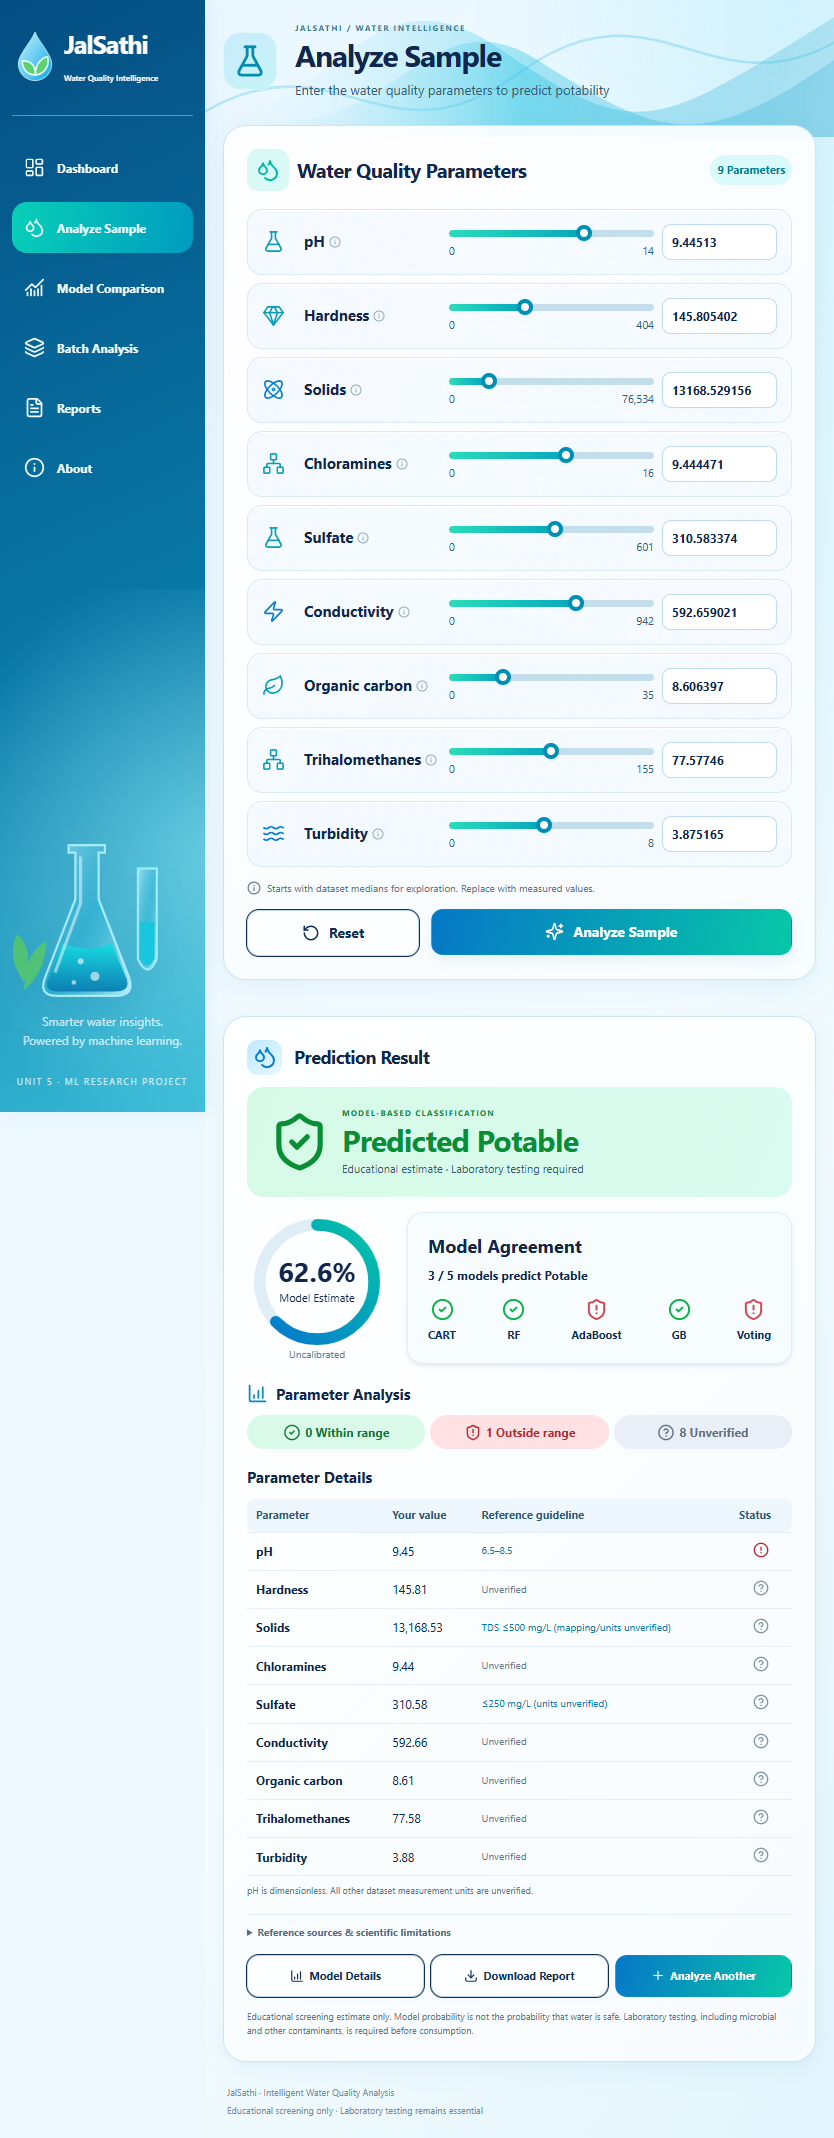 JalSathi
Water Quality Intelligence
Dashboard
Analyze Sample
Model Comparison
Batch Analysis
Reports
About
Smarter water insights.
Powered by machine learning.
UNIT 5 · ML RESEARCH PROJECT
JALSATHI / WATER INTELLIGENCE
Analyze Sample
Enter the water quality parameters to predict potability
Water Quality Parameters
9 Parameters
pH
0 14
9.44513
Hardness
0 404
145.805402
Solids
0 76,534
13168.529156
Chloramines
0 16
9.444471
Sulfate
0 601
310.583374
Conductivity
0 942
592.659021
Organic carbon
0 35
8.606397
Trihalomethanes
0 155
77.57746
Turbidity
0 8
3.875165
Starts with dataset medians for exploration. Replace with measured values.
Reset
Analyze Sample
Prediction Result
MODEL-BASED CLASSIFICATION
Predicted Potable
Educational estimate · Laboratory testing required
62.6%
Model Estimate
Uncalibrated
Model Agreement
3 / 5 models predict Potable
CART RF AdaBoost GB Voting
Parameter Analysis
0 Within range
1 Outside range
8 Unverified
Parameter Details
Parameter Your value Reference guideline Status
pH 9.45 6.5–8.5
Hardness 145.81 Unverified
Solids 13,168.53 TDS ≤500 mg/L (mapping/units unverified)
Chloramines 9.44 Unverified
Sulfate 310.58 ≤250 mg/L (units unverified)
Conductivity 592.66 Unverified
Organic carbon 8.61 Unverified
Trihalomethanes 77.58 Unverified
Turbidity 3.88 Unverified
pH is dimensionless. All other dataset measurement units are unverified.
Reference sources & scientific limitations
Model Details
Download Report
Analyze Another
Educational screening estimate only. Model probability is not the probability that water is safe. Laboratory testing, including microbial
and other contaminants, is required before consumption.
JalSathi · Intelligent Water Quality Analysis
Educational screening only · Laboratory testing remains essential